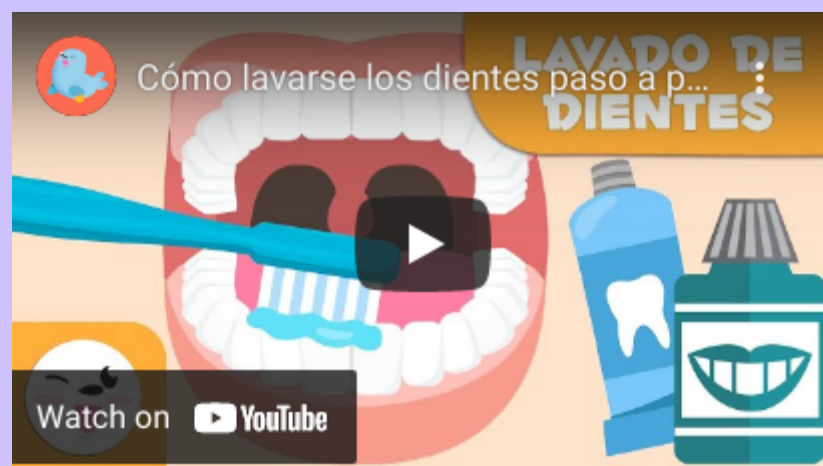 Cómo lavarse los dientes paso a p...
LAVADO DE
DIENTES
Watch on YouTube